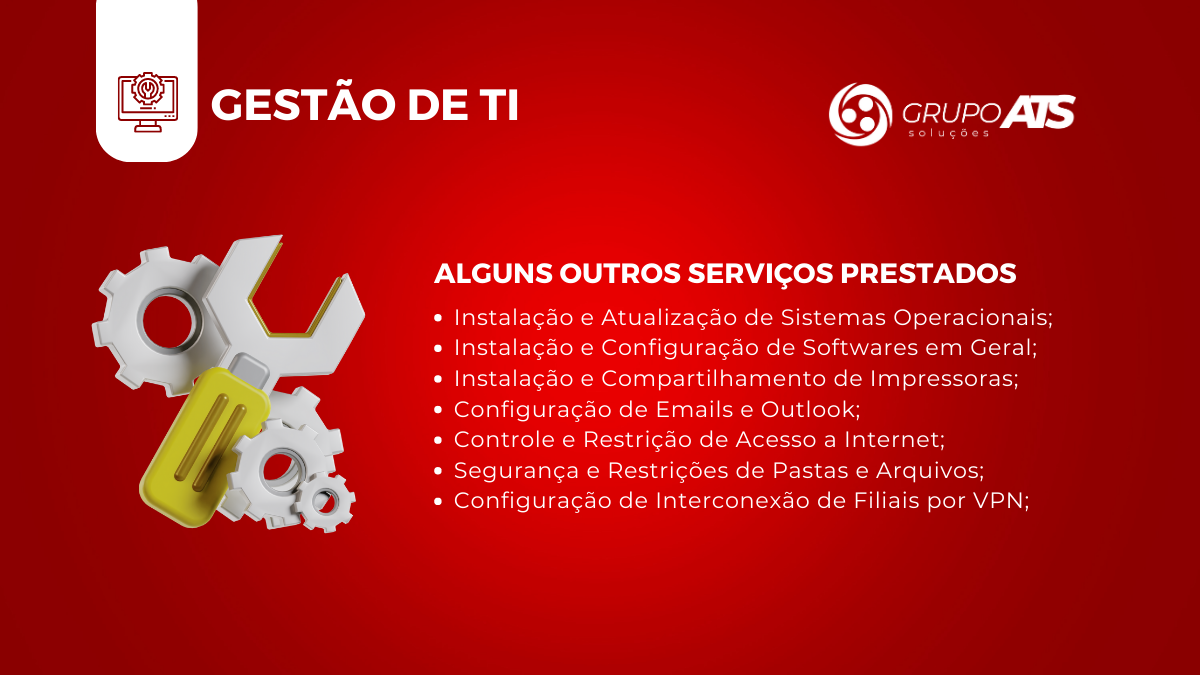 GESTÃO DE TI
GRUPO ATS
soluções
ALGUNS OUTROS SERVIÇOS PRESTADOS
• Instalação e Atualização de Sistemas Operacionais;
• Instalação e Configuração de Softwares em Geral;
• Instalação e Compartilhamento de Impressoras;
• Configuração de Emails e Outlook;
• Controle e Restrição de Acesso a Internet;
• Segurança e Restrições de Pastas e Arquivos;
• Configuração de Interconexão de Filiais por VPN;